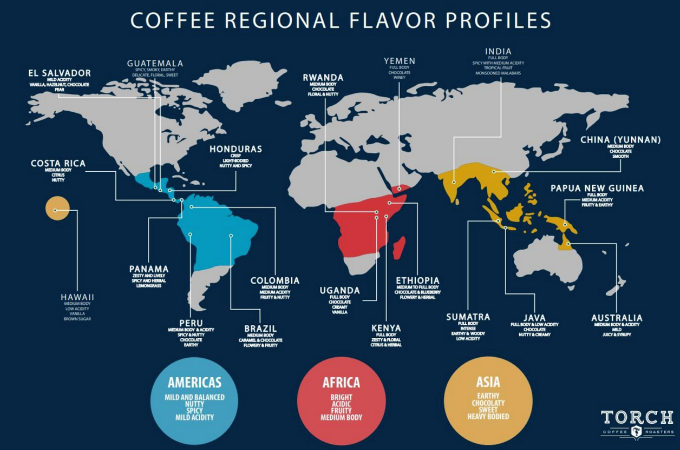 COFFEE REGIONAL FLAVOR PROFILES
EL SALVADOR
MILD ACIDITY
VANILLA, HAZELNUT, CHOCOLATE
PEAR
GUATEMALA
SPICY, SMOKY, EARTHY
DELICATE, FLORAL, SWEET
RWANDA
MEDIUM BODY
CHOCOLATE
FLORAL & NUTTY
YEMEN
FULL BODY
CHOCOLATE
WINEY
INDIA
FULL BODY
SPICY WITH MEDIUM ACIDITY
TROPICAL FRUIT
MONSOONED MALABARS
CHINA (YUNNAN)
MEDIUM BODY
CHOCOLATE
SMOOTH
COSTA RICA
MEDIUM BODY
CITRUS
NUTTY
HONDURAS
CRISP
LIGHT-BODIED
NUTTY AND SPICY
PAPUA NEW GUINEA
FULL BODY
MEDIUM ACIDITY
FRUITY & EARTHY
HAWAII
MEDIUM BODY
LOW ACIDITY
VANILLA
BROWN SUGAR
PANAMA
ZESTY AND LIVELY
SPICY AND HERBAL
LEMONGRASS
COLOMBIA
MEDIUM BODY
MEDIUM ACIDITY
FRUITY & NUTTY
PERU
MEDIUM BODY & ACIDITY
SPICY & NUTTY
CHOCOLATE
EARTHY
BRAZIL
MEDIUM BODY
CARAMEL & CHOCOLATE
FLOWERY & FRUITY
UGANDA
FULL BODY
CHOCOLATE
CREAMY
VANILLA
ETHIOPIA
MEDIUM TO FULL BODY
CHOCOLATE & BLUEBERRY
FLOWERY & HERBAL
KENYA
FULL BODY
ZESTY & FLORAL
CITRUS & HERBAL
SUMATRA
FULL BODY
INTENSE
EARTHY & WOODY
LOW ACIDITY
JAVA
FULL BODY & LOW ACIDITY
CHOCOLATE
NUTTY & CREAMY
AUSTRALIA
MEDIUM BODY & ACIDITY
MILD
JUICY & SYRUPY
AMERICAS
MILD AND BALANCED
NUTTY
SPICY
MILD ACIDITY
AFRICA
BRIGHT
ACIDIC
FRUITY
MEDIUM BODY
ASIA
EARTHY
CHOCOLATY
SWEET
HEAVY BODIED
TORCH
COFFEE ROASTERS